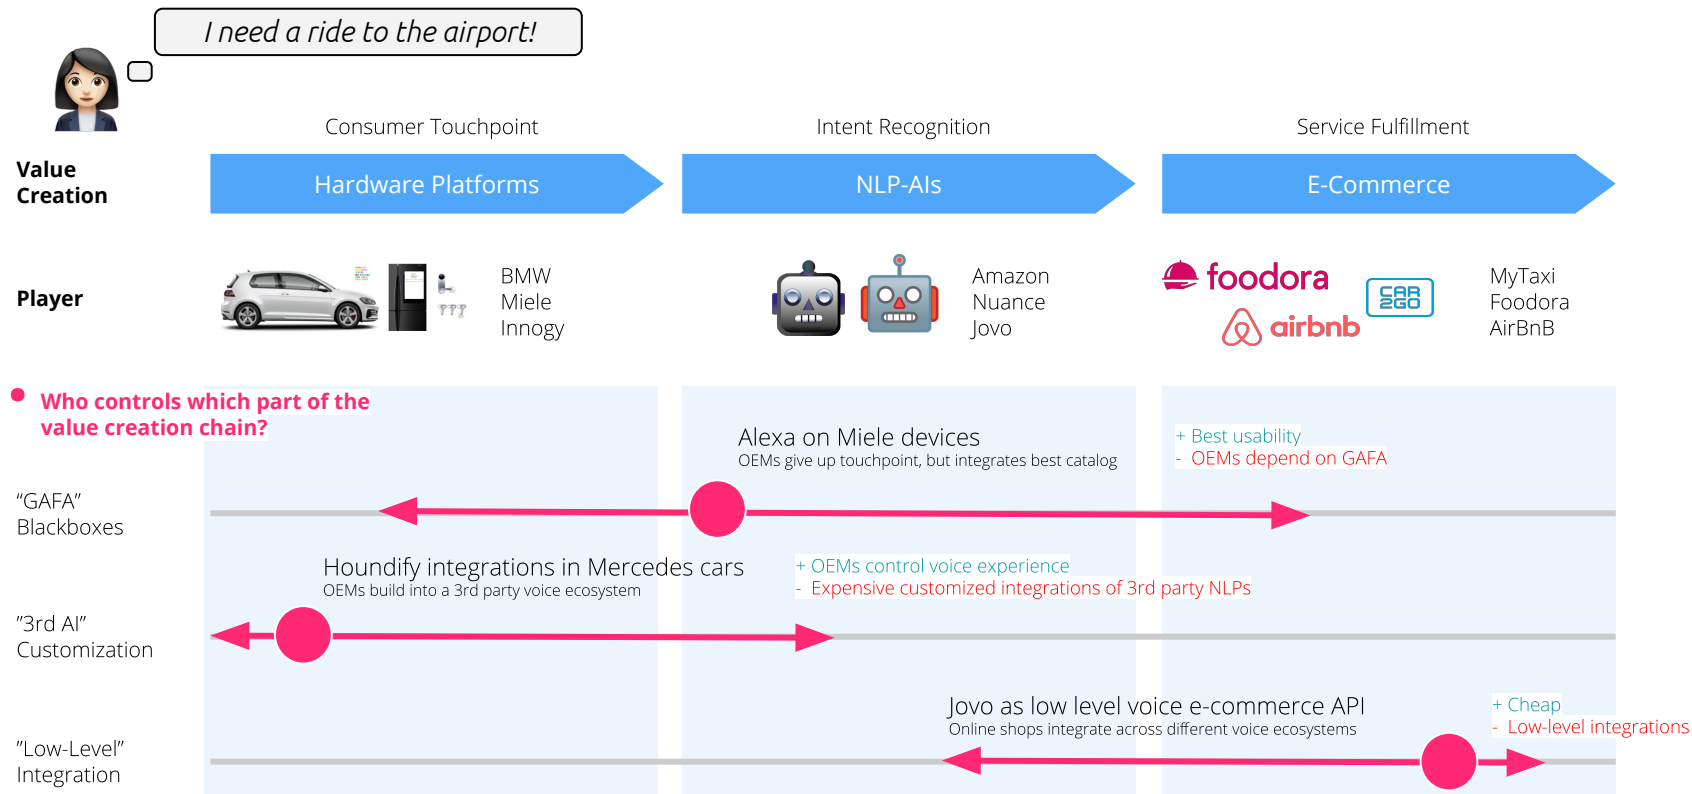 I need a ride to the airport!
Consumer Touchpoint
Intent Recognition
Service Fulfillment
Value
Creation
Hardware Platforms
NLP-AIs
E-Commerce
Player
BMW
Miele
Innogy
Amazon
Nuance
Jovo
foodora
CAR
2GO
airbnb
MyTaxi
Foodora
AirBnB
Who controls which part of the
value creation chain?
Alexa on Miele devices
OEMs give up touchpoint, but integrates best catalog
+ Best usability
- OEMs depend on GAFA
“GAFA”
Blackboxes
Houndify integrations in Mercedes cars
OEMs build into a 3rd party voice ecosystem
+ OEMs control voice experience
- Expensive customized integrations of 3rd party NLPs
”3rd AI”
Customization
Jovo as low level voice e-commerce API
Online shops integrate across different voice ecosystems
+ Cheap
- Low-level integrations
”Low-Level”
Integration